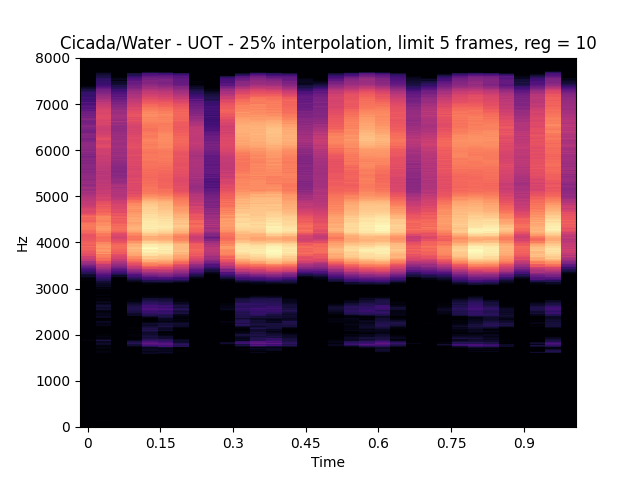 Cicada/Water - UOT - 25% interpolation, limit 5 frames, reg = 10
8000
7000
6000
5000
4000
3000
2000
1000
0
Hz
0 0.15 0.3 0.45 0.6 0.75 0.9
Time